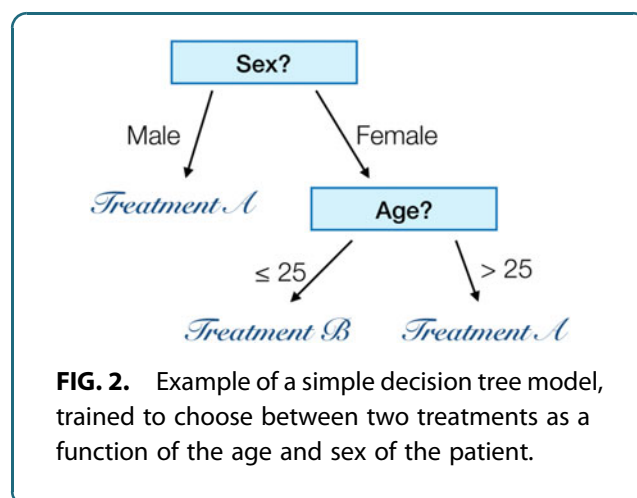 Sex?
Male
Female
Treatment A
Age?
≤ 25
> 25
Treatment B
Treatment A
FIG. 2. Example of a simple decision tree model,
trained to choose between two treatments as a
function of the age and sex of the patient.